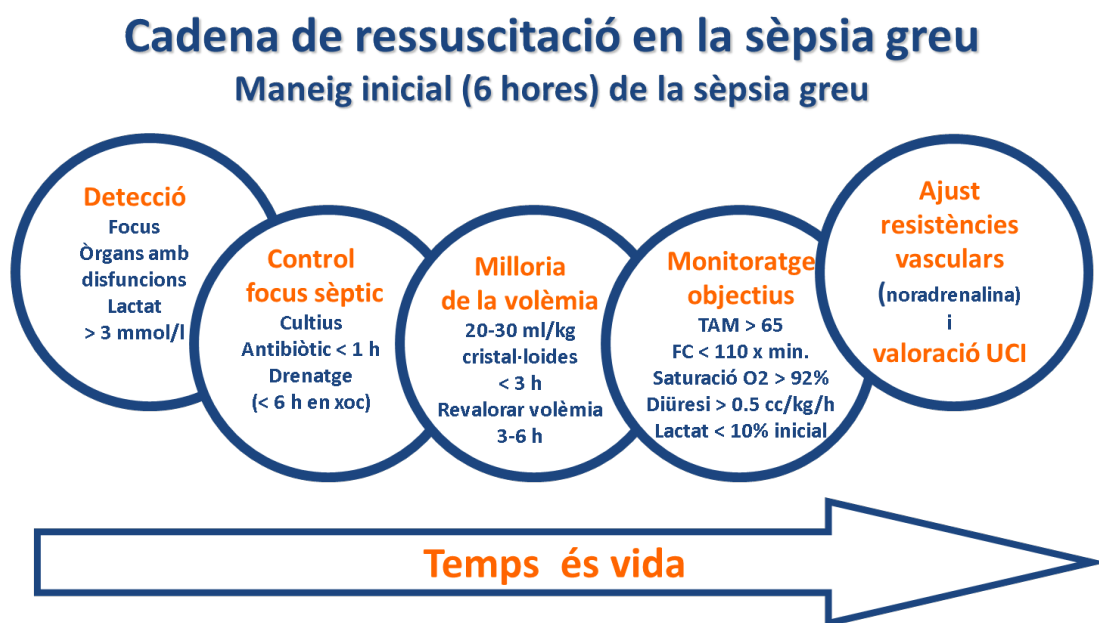 Cadena de ressuscitació en la sèpsia greu
Maneig inicial (6 hores) de la sèpsia greu
Detecció
Focus
Òrgans amb
disfuncions
Lactat
> 3 mmol/l
Control
focus sèptic
Cultius
Antibiòtic < 1 h
Drenatge
(< 6 h en xoc)
Milloria
de la volèmia
20-30 ml/kg
cristal·loides
< 3 h
Revalorar volèmia
3-6 h
Monitoratge
objectius
TAM > 65
FC < 110 x min.
Saturació O2 > 92%
Diüresi > 0.5 cc/kg/h
Lactat < 10% inicial
Ajust
resistències
vasculars
(noradrenalina)
i
valoració UCI
Temps és vida